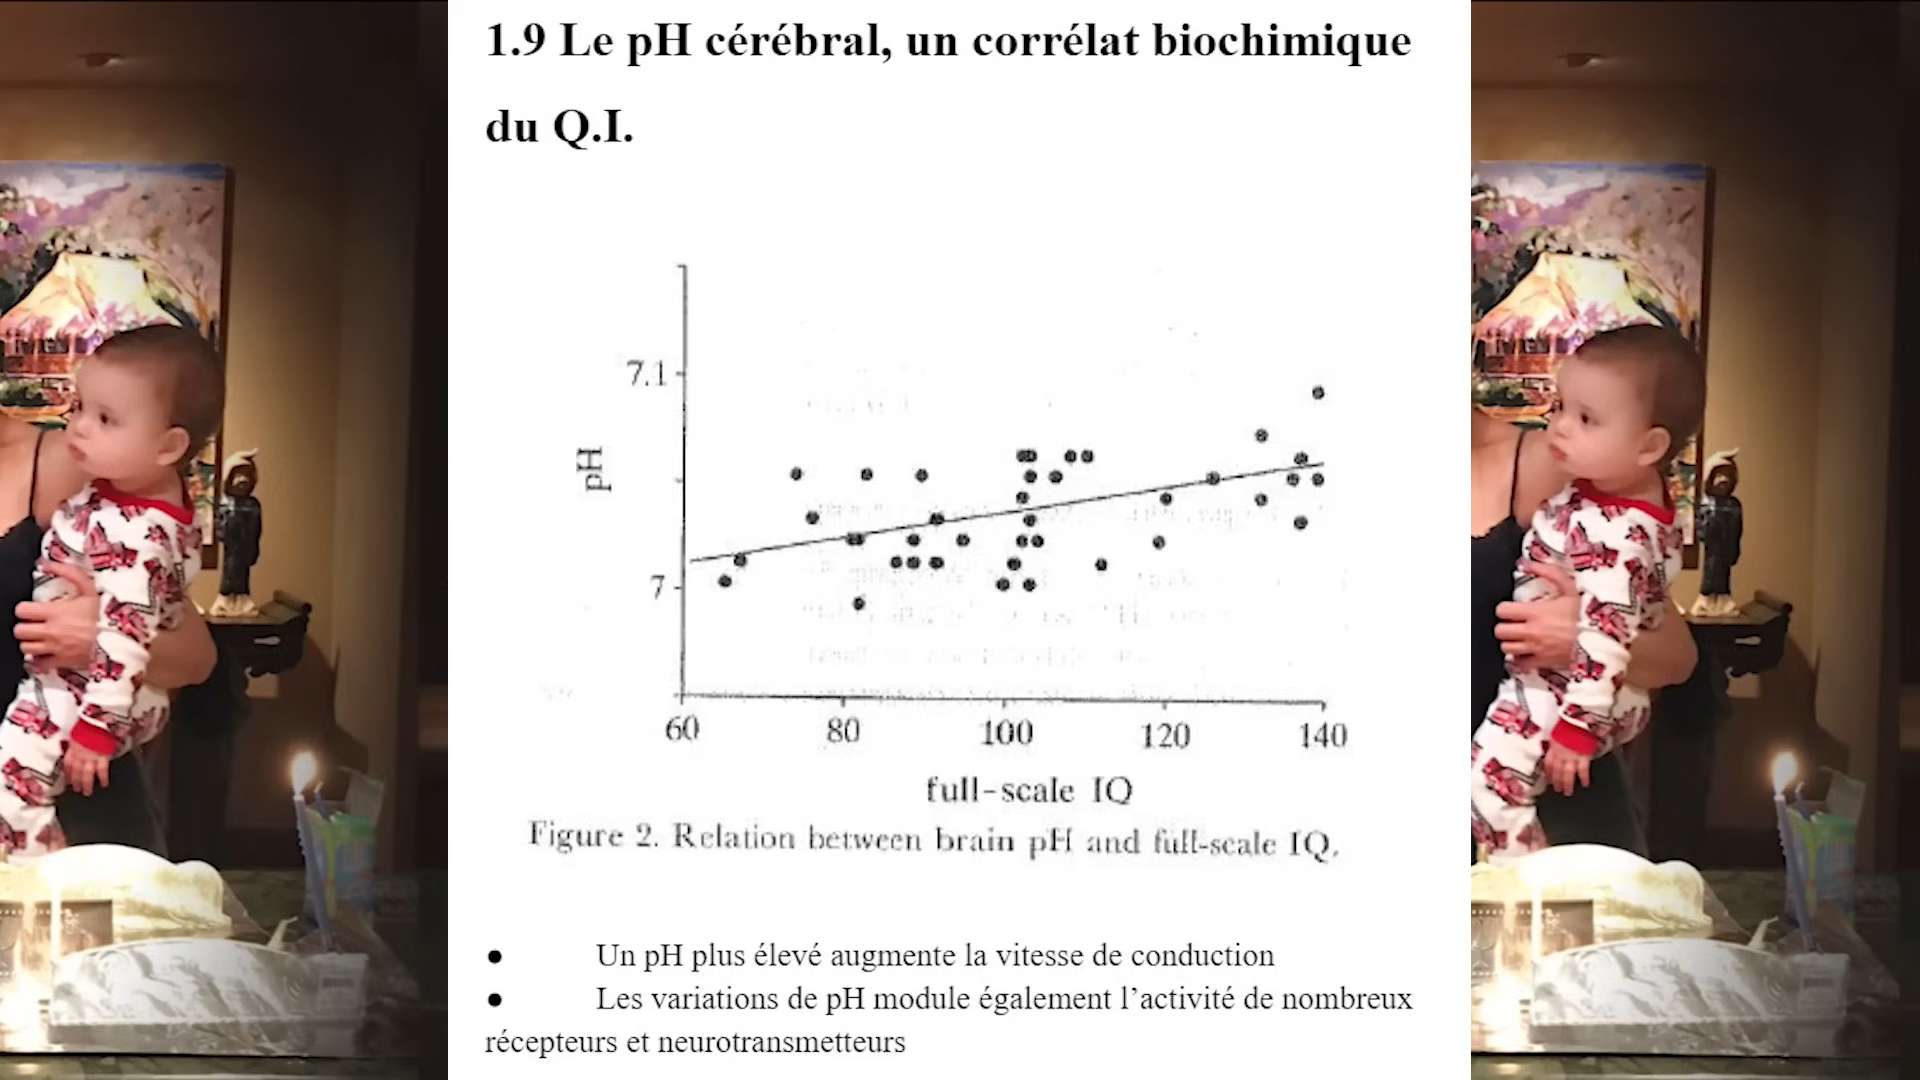 1.9 Le pH cérébral, un corrélat biochimique
du Q.I.
7.1
pH
7
60 80 100 120 140
full-scale IQ
Figure 2. Relation between brain pH and full-scale IQ.
● Un pH plus élevé augmente la vitesse de conduction
● Les variations de pH module également l’activité de nombreux
récepteurs et neurotransmetteurs